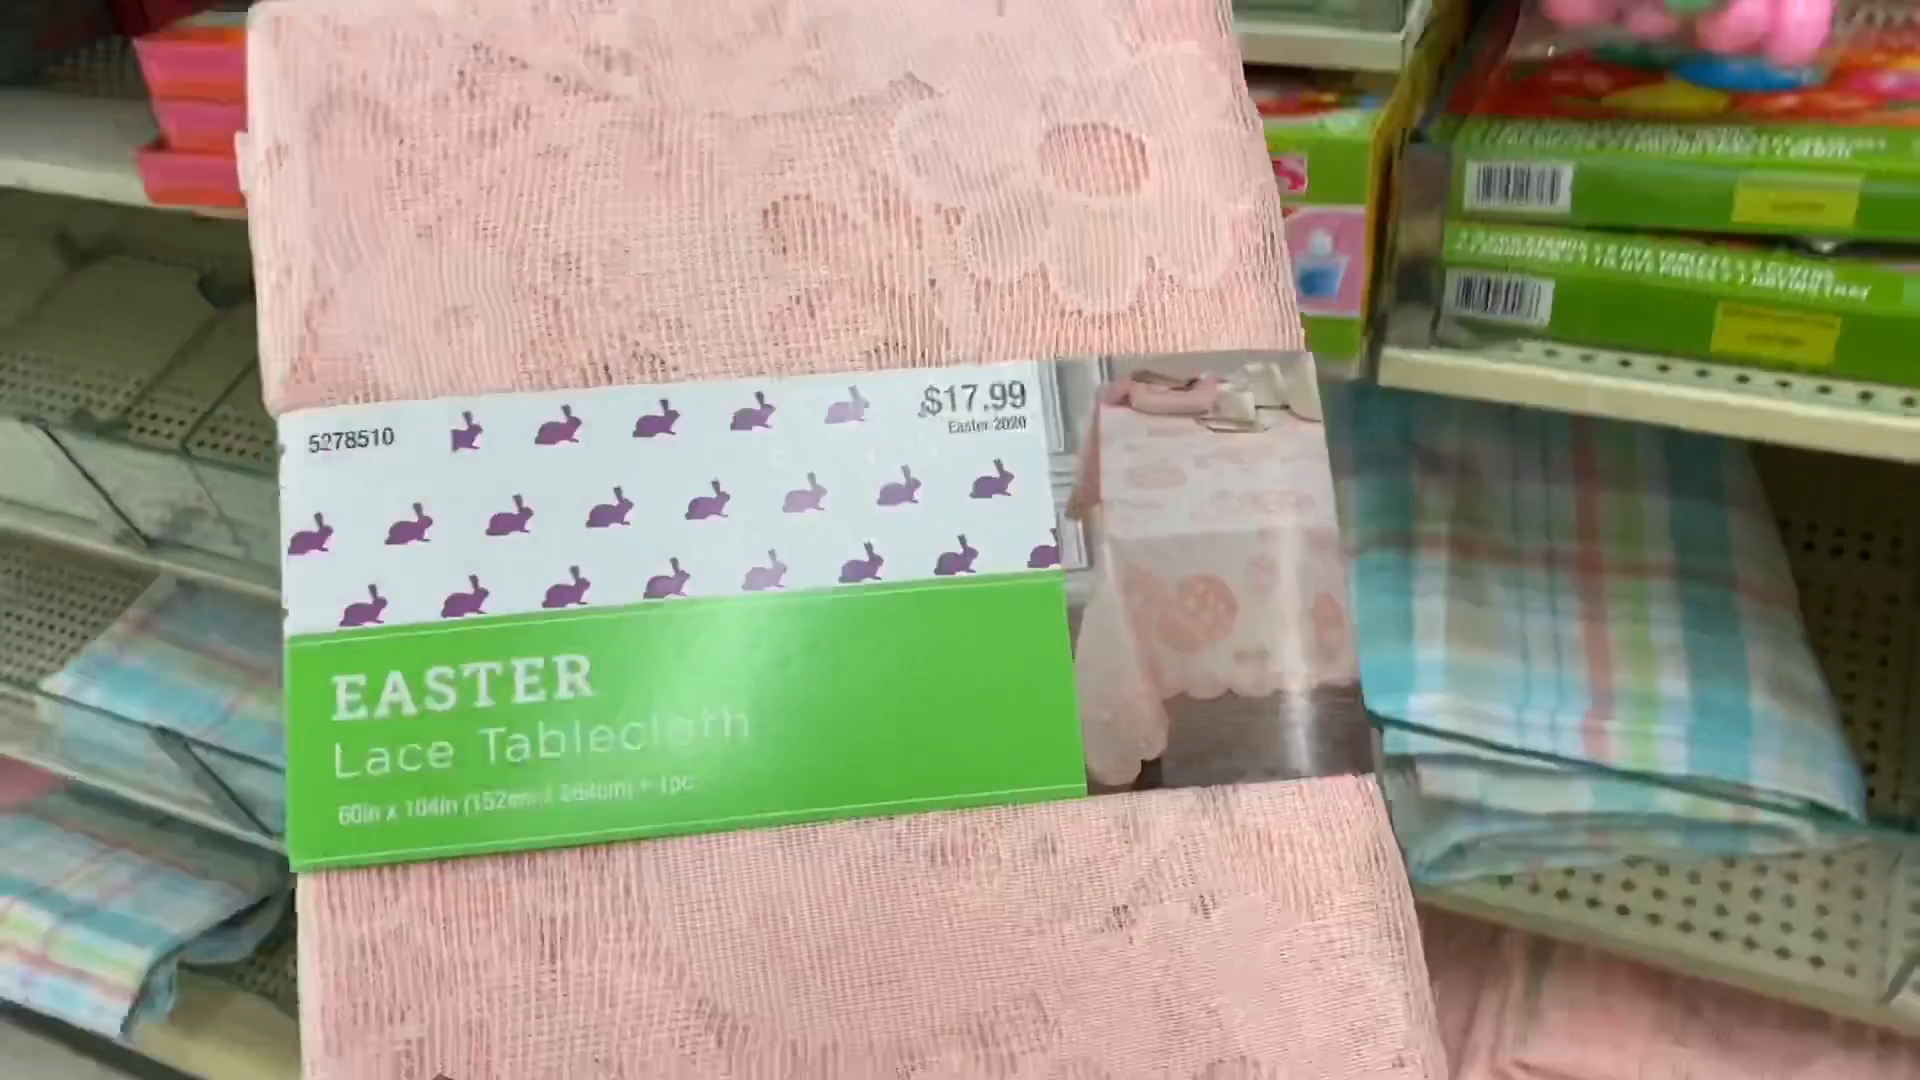 5278510
$17.99
Easter 2020
EASTER
Lace Tablecloth
60in x 104in (152cm x 264cm) • 1pc